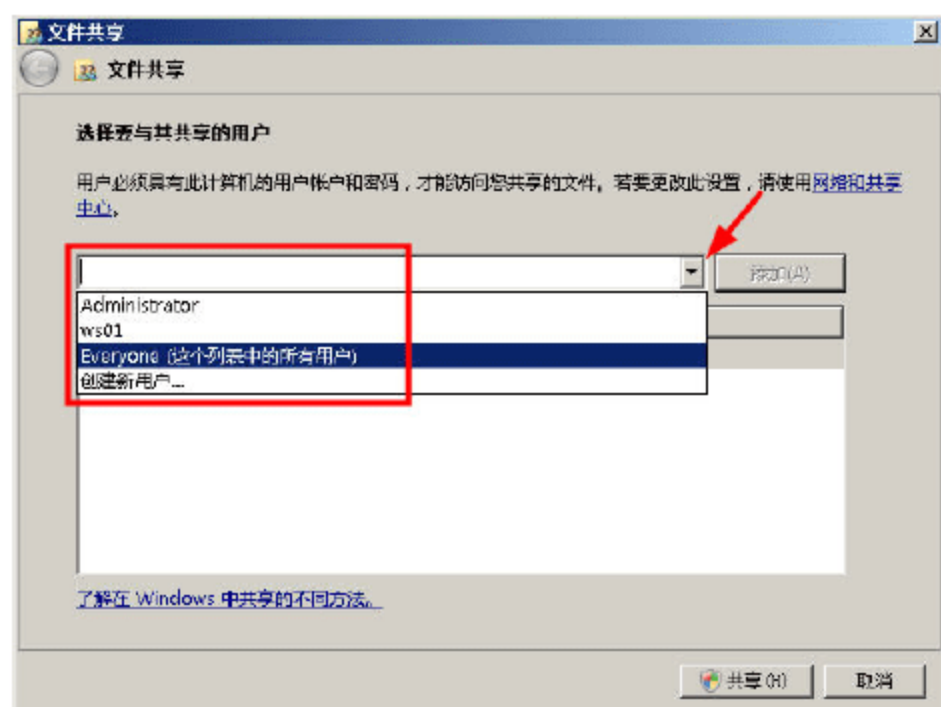 文件共享
文件共享
选择要与其共享的用户
用户必须具有此计算机的用户帐户和密码，才能访问您共享的文件。若要更改此设置，请使用网络和共享
中心。
添加(A)
Administrator
ws01
Everyone (这个列表中的所有用户)
创建新用户...
了解在 Windows 中共享的不同方法。
共享(H)
取消